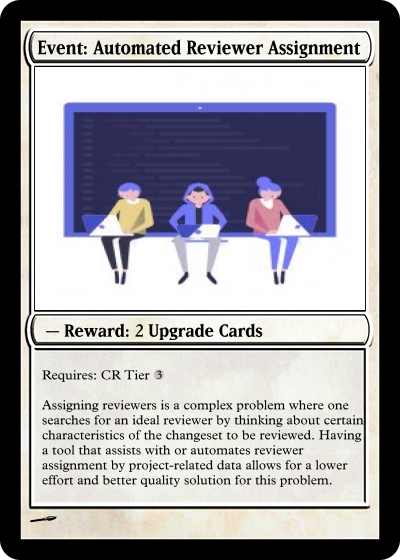 Event: Automated Reviewer Assignment
— Reward: 2 Upgrade Cards
Requires: CR Tier 3
Assigning reviewers is a complex problem where one
searches for an ideal reviewer by thinking about certain
characteristics of the changeset to be reviewed. Having
a tool that assists with or automates reviewer
assignment by project-related data allows for a lower
effort and better quality solution for this problem.